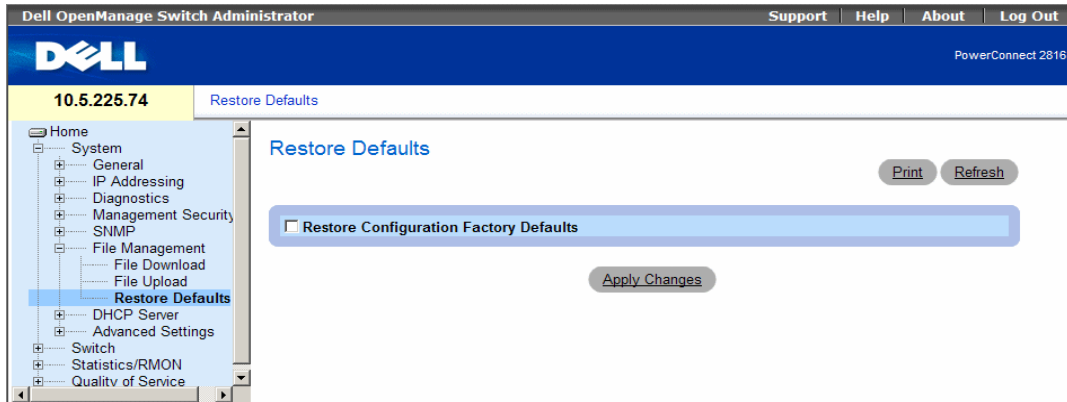 Dell OpenManage Switch Administrator
Support Help About Log Out
DELL
PowerConnect 2816
10.5.225.74
Restore Defaults
Home
System
General
IP Addressing
Diagnostics
Management Security
SNMP
File Management
File Download
File Upload
Restore Defaults
DHCP Server
Advanced Settings
Switch
Statistics/RMON
Quality of Service
Restore Defaults
Print Refresh
Restore Configuration Factory Defaults
Apply Changes